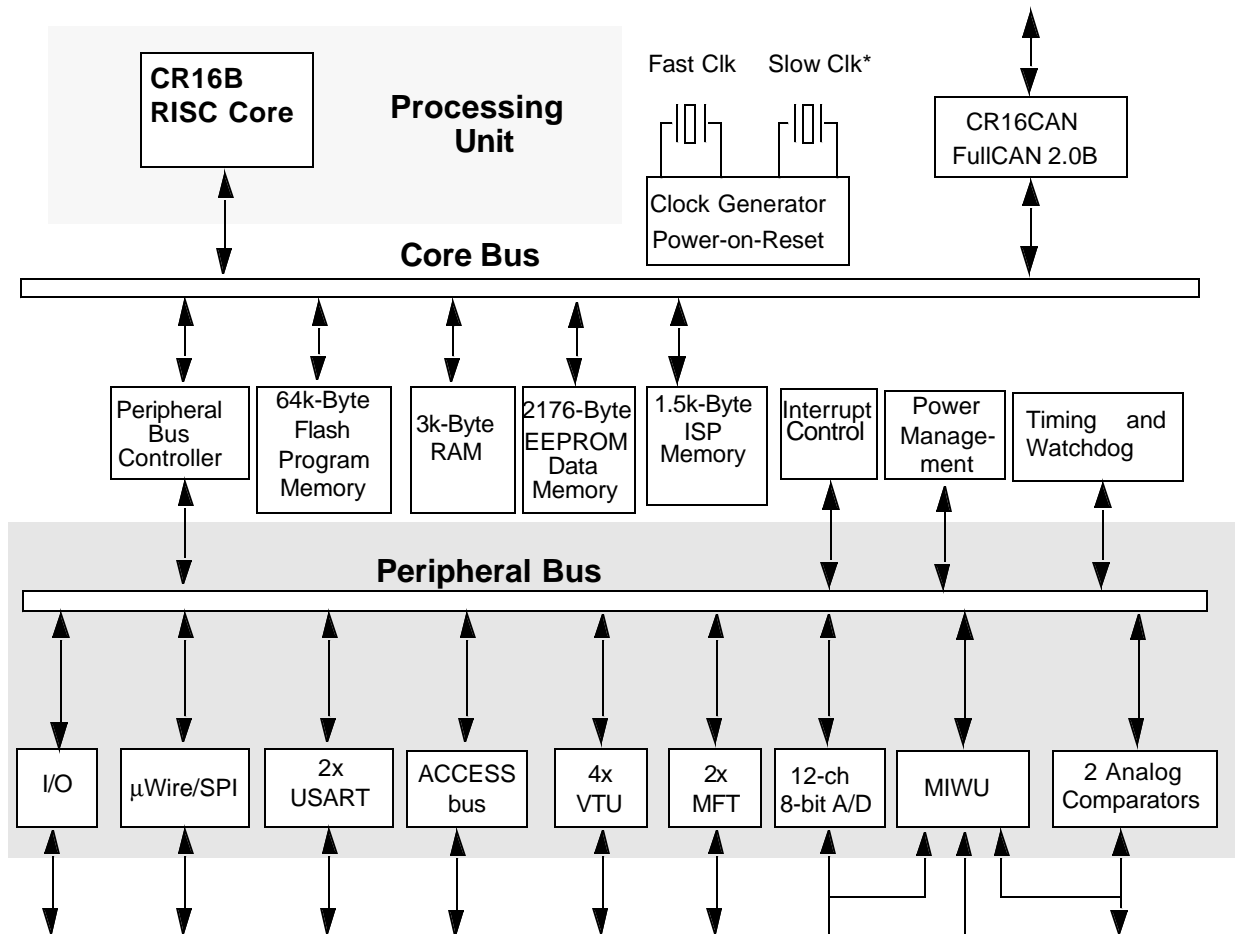 CR16B
RISC Core
Processing
Unit
Fast Clk
Slow Clk*
CR16CAN
FullCAN 2.0B
Clock Generator
Power-on-Reset
Core Bus
Peripheral
Bus
Controller
64k-Byte
Flash
Program
Memory
3k-Byte
RAM
2176-Byte
EEPROM
Data
Memory
1.5k-Byte
ISP
Memory
Interrupt
Control
Power
Manage-
ment
Timing and
Watchdog
Peripheral Bus
I/O
µWire/SPI
2x
USART
ACCESS
bus
4x
VTU
2x
MFT
12-ch
8-bit A/D
MIWU
2 Analog
Comparators